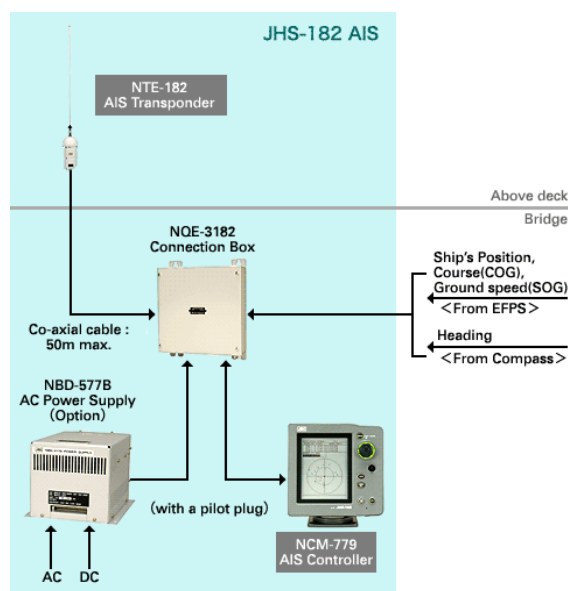 JHS-182 AIS
NTE-182
AIS Transponder
Above deck
Bridge
NQE-3182
Connection Box
Ship's Position,
Course(COG),
Ground speed(SOG)
<From EFPS>
Heading
<From Compass>
Co-axial cable :
50m max.
NBD-577B
AC Power Supply
(Option)
(with a pilot plug)
NCM-779
AIS Controller
AC DC